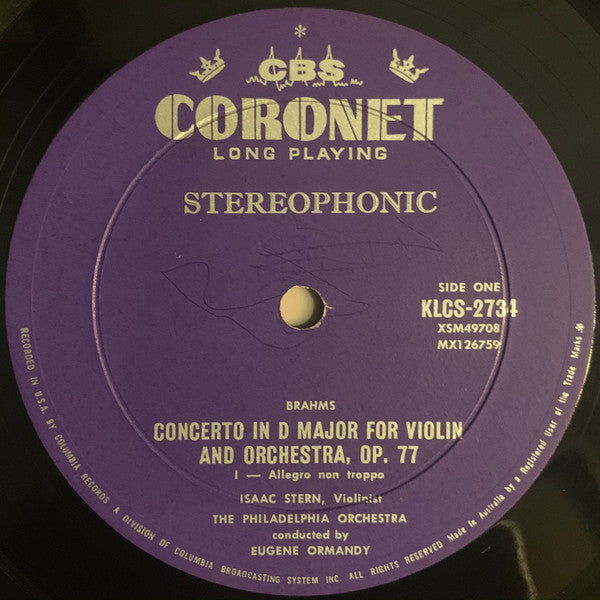 *
CBS
CORONET
LONG PLAYING
STEREOPHONIC
SIDE ONE
KLCS-2734
XSM49708
MX126759
BRAHMS
CONCERTO IN D MAJOR FOR VIOLIN
AND ORCHESTRA, OP. 77
I — Allegro non troppo
ISAAC STERN, Violinist
THE PHILADELPHIA ORCHESTRA
conducted by
EUGENE ORMANDY
RECORDED IN U.S.A. BY COLUMBIA RECORDS A DIVISION OF COLUMBIA BROADCASTING SYSTEM INC. ALL RIGHTS RESERVED Made in Australia by a Registered User of the Trade Marks *